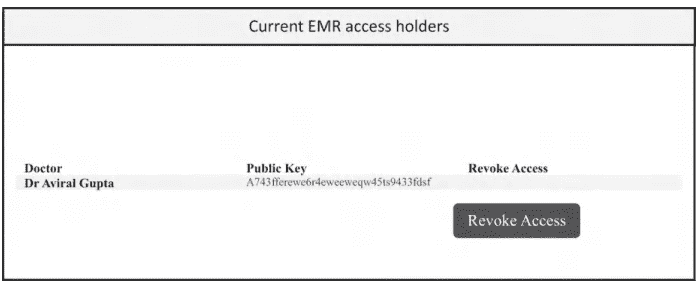 Current EMR access holders
Doctor Public Key Revoke Access
Dr Aviral Gupta A743fferewe6r4eweeweqw45ts9433fdsf
Revoke Access